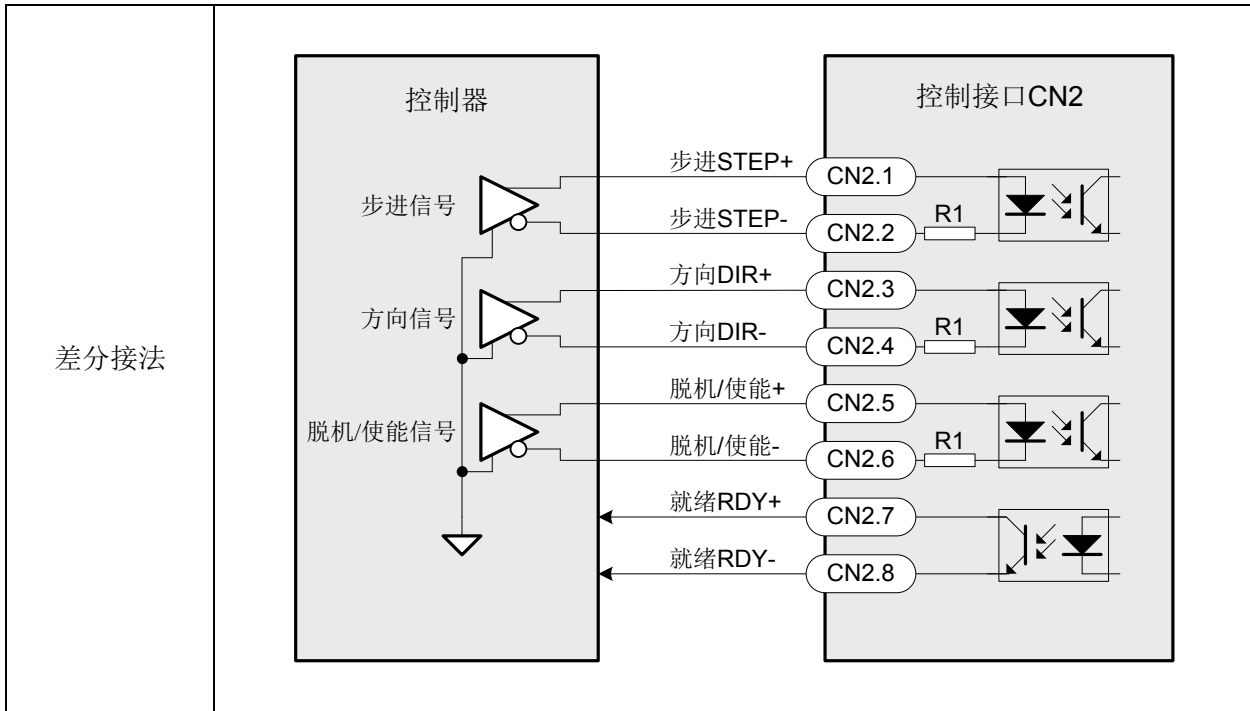 差分接法
控制器
控制接口CN2
步进信号
步进STEP+
CN2.1
步进STEP-
CN2.2
R1
方向信号
方向DIR+
CN2.3
方向DIR-
CN2.4
R1
脱机/使能信号
脱机/使能+
CN2.5
脱机/使能-
CN2.6
R1
就绪RDY+
CN2.7
就绪RDY-
CN2.8